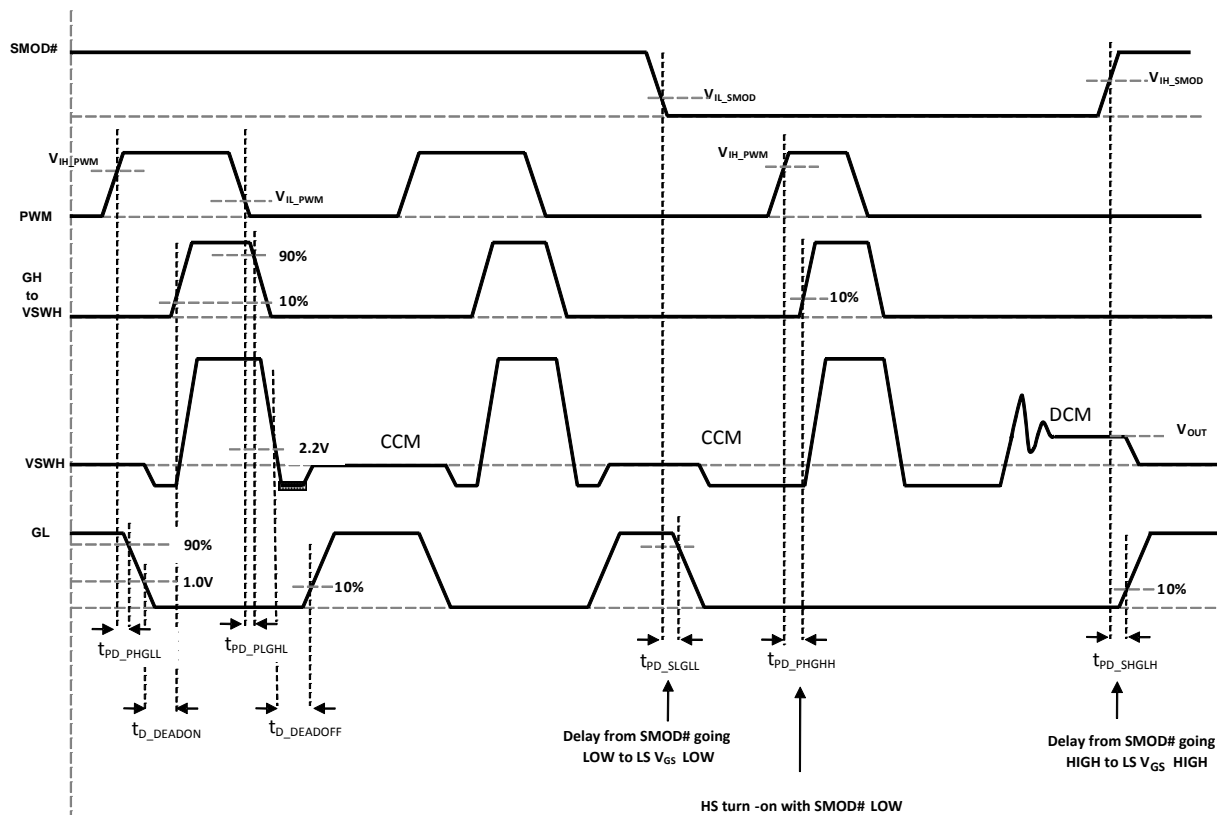 SMOD#
V_IL_SMOD
V_IH_SMOD
V_IH_PWM
V_IH_PWM
V_IL_PWM
PWM
90%
GH
to
VSWH
10%
10%
DCM
V_OUT
CCM
CCM
2.2V
VSWH
GL
90%
1.0V
10%
10%
t_PD_PHGLL
t_PD_PLGHL
t_PD_SLGLL
t_PD_PHGHH
t_PD_SHGLH
t_D_DEADON
t_D_DEADOFF
Delay from SMOD# going
LOW to LS V_GS LOW
Delay from SMOD# going
HIGH to LS V_GS HIGH
HS turn -on with SMOD# LOW